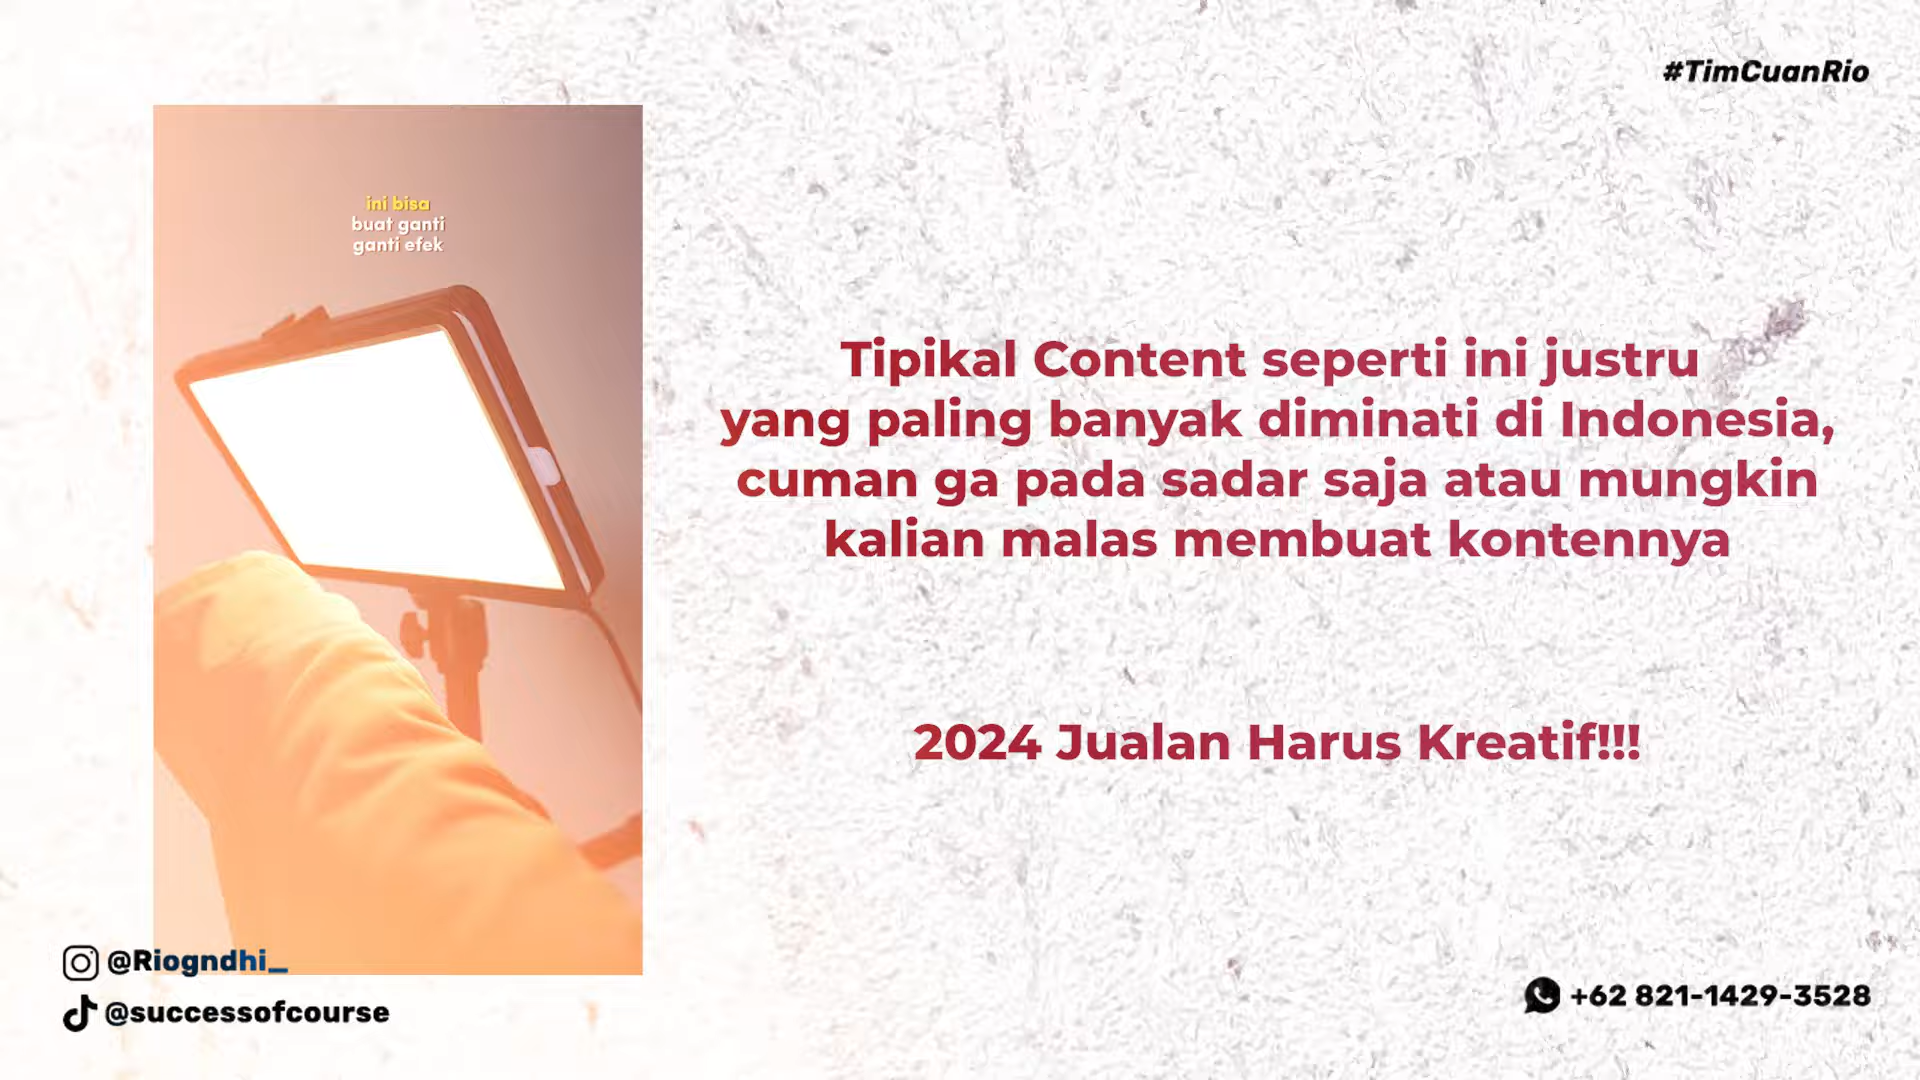 #TimCuanRio
ini bisa
buat ganti
ganti efek
Tipikal Content seperti ini justru
yang paling banyak diminati di Indonesia,
cuman ga pada sadar saja atau mungkin
kalian malas membuat kontennya
2024 Jualan Harus Kreatif!!!
@Riogndhi_
@successofcourse
+62 821-1429-3528